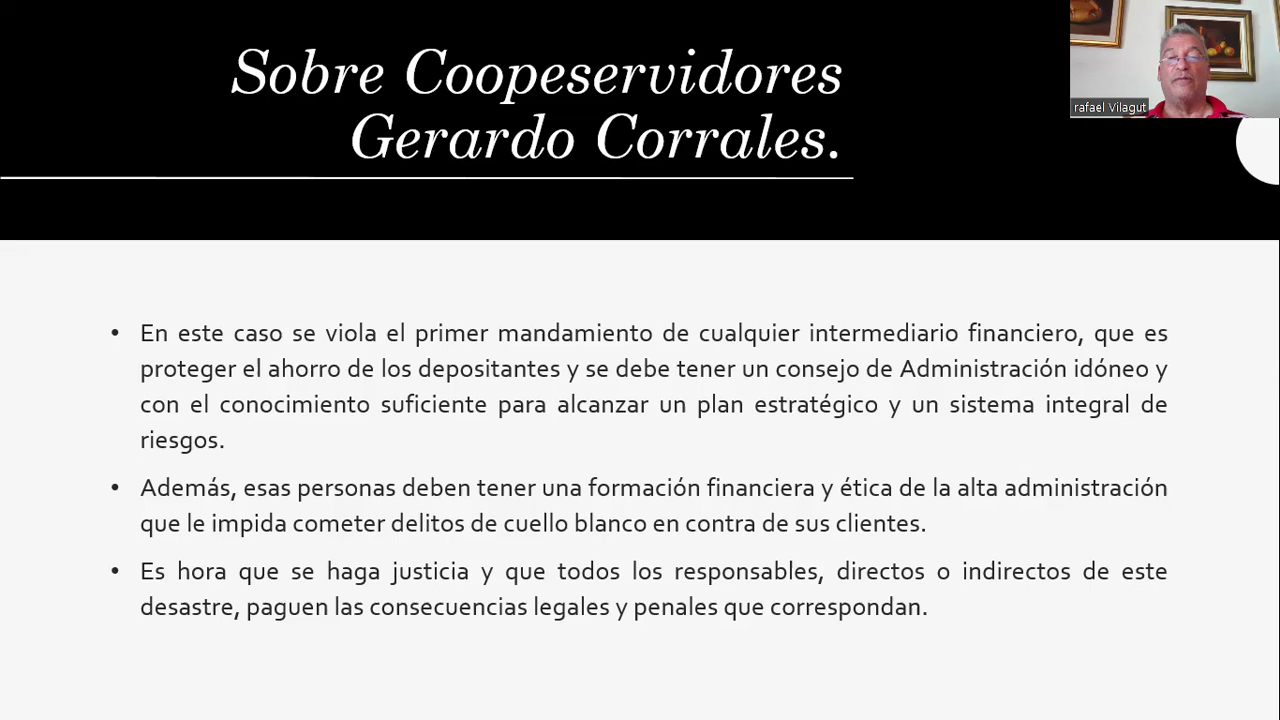 Sobre Coopeservidores
Gerardo Corrales.
rafael Vilagut
• En este caso se viola el primer mandamiento de cualquier intermediario financiero, que es
proteger el ahorro de los depositantes y se debe tener un consejo de Administración idóneo y
con el conocimiento suficiente para alcanzar un plan estratégico y un sistema integral de
riesgos.
• Además, esas personas deben tener una formación financiera y ética de la alta administración
que le impida cometer delitos de cuello blanco en contra de sus clientes.
• Es hora que se haga justicia y que todos los responsables, directos o indirectos de este
desastre, paguen las consecuencias legales y penales que correspondan.